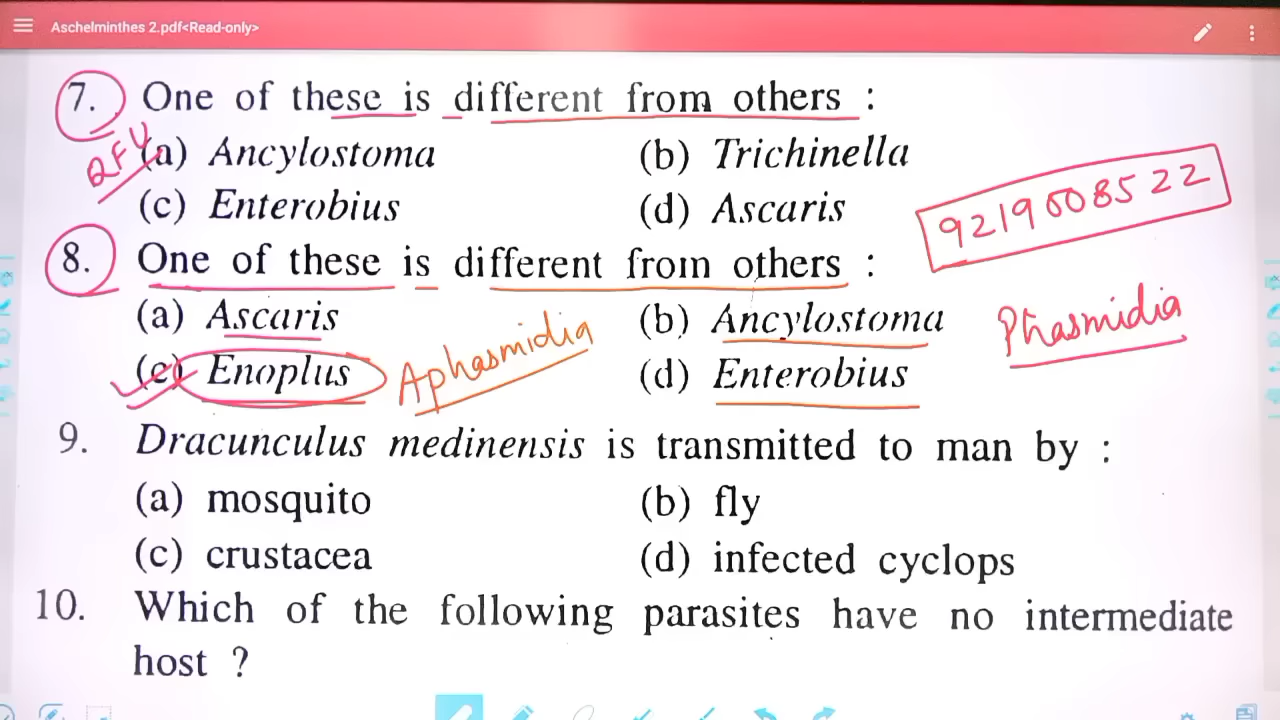 Aschelminthes 2.pdf<Read-only>
7. One of these is different from others :
QFY
(a) Ancylostoma (b) Trichinella
(c) Enterobius (d) Ascaris
9219008522
8. One of these is different from others :
(a) Ascaris (b) Ancylostoma
Phasmidia
(c) Enoplus (d) Enterobius
Aphasmidia
9. Dracunculus medinensis is transmitted to man by :
(a) mosquito (b) fly
(c) crustacea (d) infected cyclops
10. Which of the following parasites have no intermediate
host ?